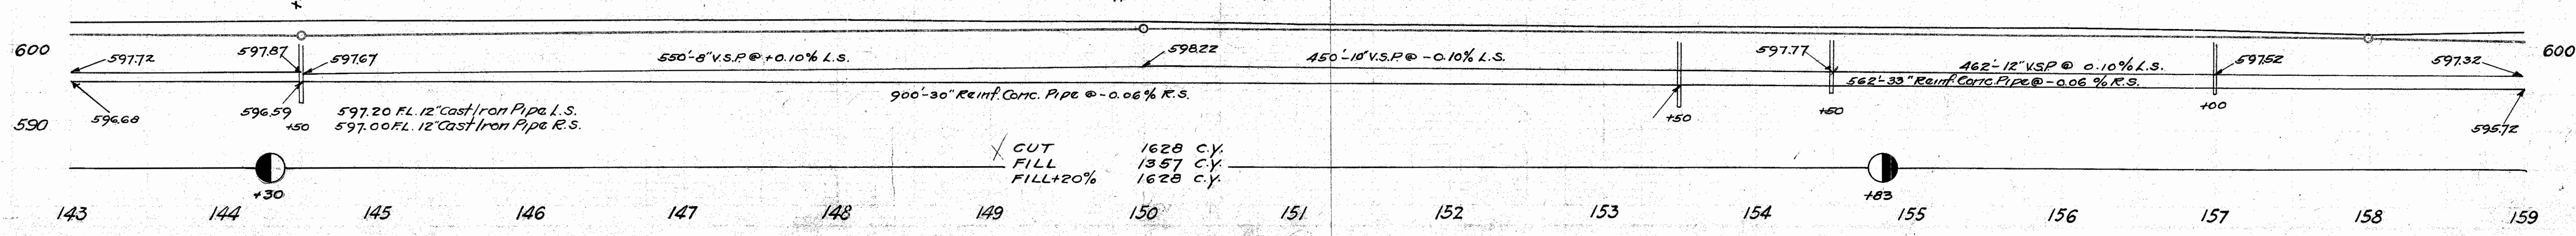 600
597.72
597.87
597.67
550'-8" V.S.P. @ +0.10% L.S.
598.22
450'-10" V.S.P. @ -0.10% L.S.
597.77
462'-12" V.S.P @ 0.10% L.S.
597.52
597.32
600
562'-33" Reinf. Conc. Pipe @ -0.06 % R.S.
900'-30" Reinf. Conc. Pipe @ -0.06% R.S.
590
596.68
596.59
+50
597.20 F.L. 12" Cast Iron Pipe L.S.
597.00 F.L. 12" Cast Iron Pipe R.S.
+50
+50
+00
595.72
CUT 1628 C.Y.
FILL 1357 C.Y.
FILL+20% 1628 C.Y.
+30
+83
143 144 145 146 147 148 149 150 151 152 153 154 155 156 157 158 159